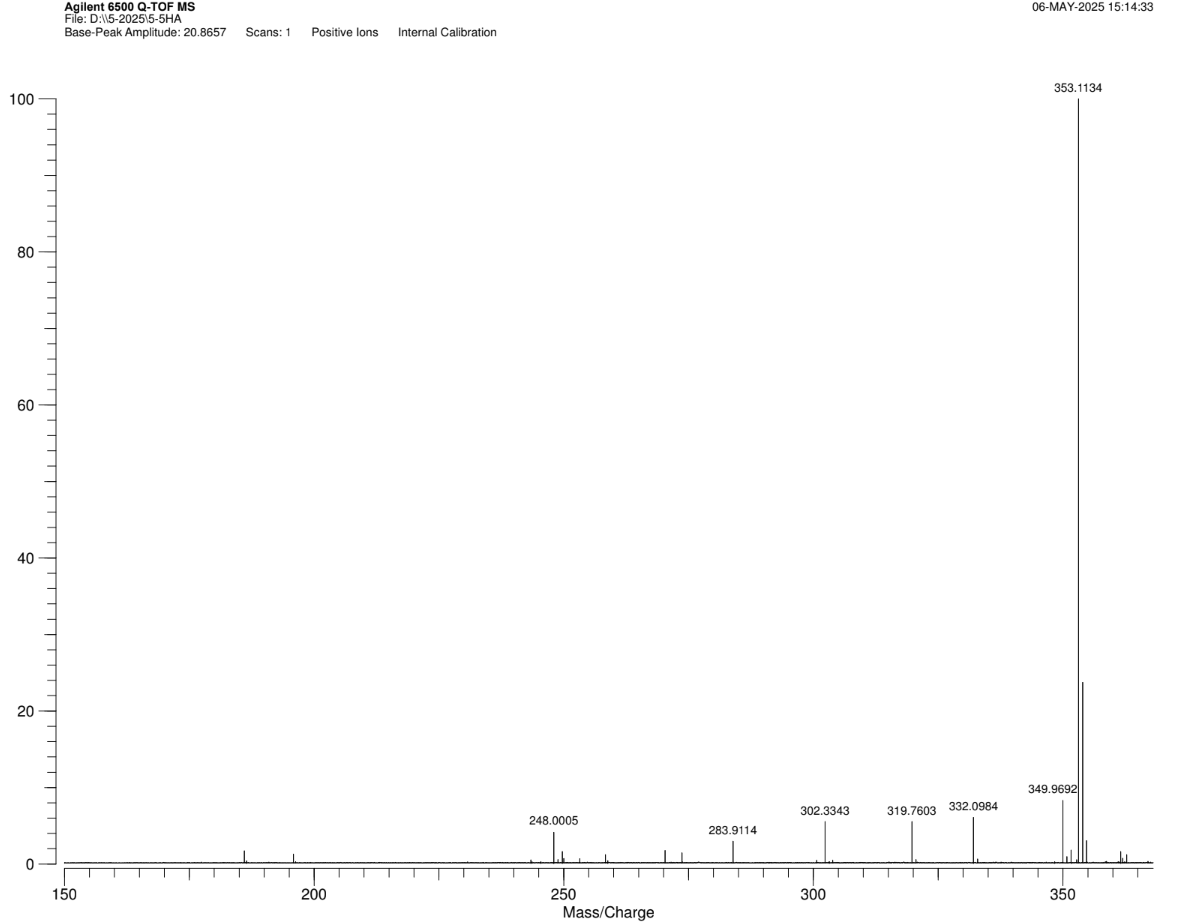 Agilent 6500 Q-TOF MS
06-MAY-2025 15:14:33
File: D:\\5-2025\5-5HA
Base-Peak Amplitude: 20.8657 Scans: 1 Positive Ions Internal Calibration
353.1134
100
80
60
40
20
349.9692
332.0984
319.7603
302.3343
248.0005
283.9114
0
150 200 250 300 350
Mass/Charge